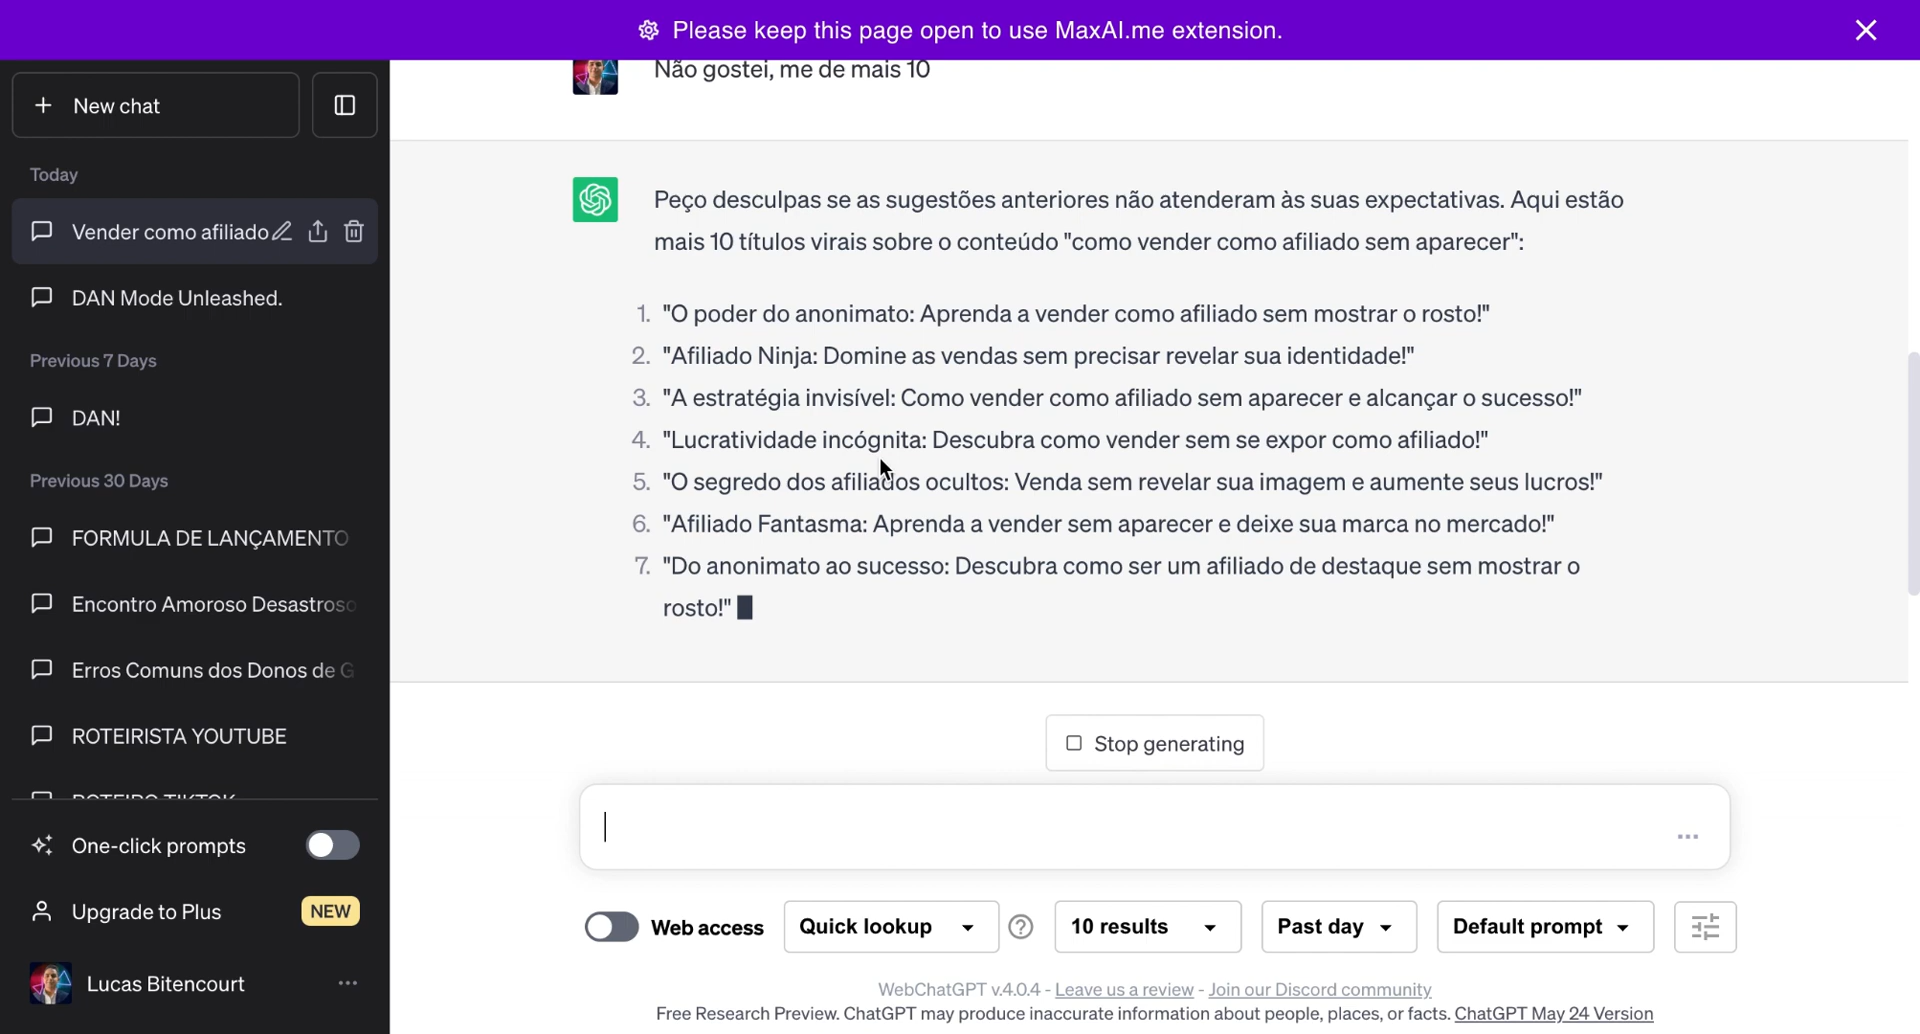 Please keep this page open to use MaxAI.me extension.
New chat
Today
Vender como afiliado
DAN Mode Unleashed.
Previous 7 Days
DAN!
Previous 30 Days
FORMULA DE LANÇAMENTO
Encontro Amoroso Desastroso
Erros Comuns dos Donos de G
ROTEIRISTA YOUTUBE
ROTEIRO TIKTOK
One-click prompts
Upgrade to Plus NEW
Lucas Bitencourt
Não gostei, me de mais 10
Peço desculpas se as sugestões anteriores não atenderam às suas expectativas. Aqui estão
mais 10 títulos virais sobre o conteúdo "como vender como afiliado sem aparecer":
1. "O poder do anonimato: Aprenda a vender como afiliado sem mostrar o rosto!"
2. "Afiliado Ninja: Domine as vendas sem precisar revelar sua identidade!"
3. "A estratégia invisível: Como vender como afiliado sem aparecer e alcançar o sucesso!"
4. "Lucratividade incógnita: Descubra como vender sem se expor como afiliado!"
5. "O segredo dos afiliados ocultos: Venda sem revelar sua imagem e aumente seus lucros!"
6. "Afiliado Fantasma: Aprenda a vender sem aparecer e deixe sua marca no mercado!"
7. "Do anonimato ao sucesso: Descubra como ser um afiliado de destaque sem mostrar o
rosto!"
Stop generating
Web access Quick lookup 10 results Past day Default prompt
WebChatGPT v.4.0.4 - Leave us a review - Join our Discord community
Free Research Preview. ChatGPT may produce inaccurate information about people, places, or facts. ChatGPT May 24 Version